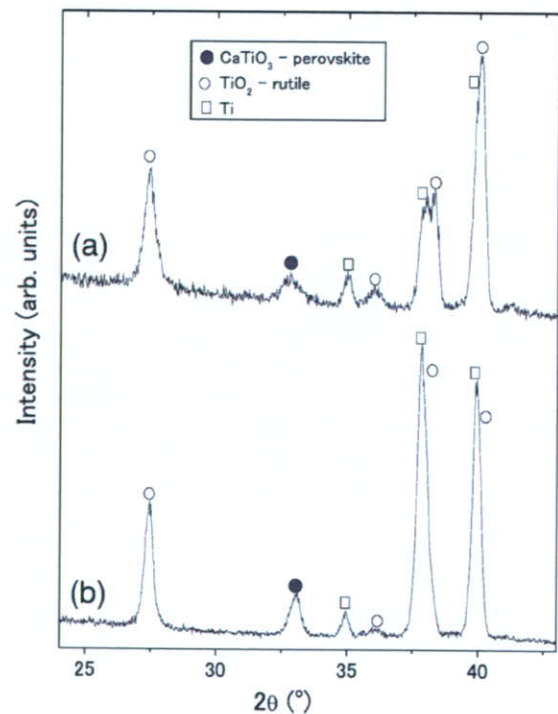 CaTiO₃ – perovskite
TiO₂ – rutile
Ti
(a)
(b)
Intensity (arb. units)
25 30 35 40
2θ (°)